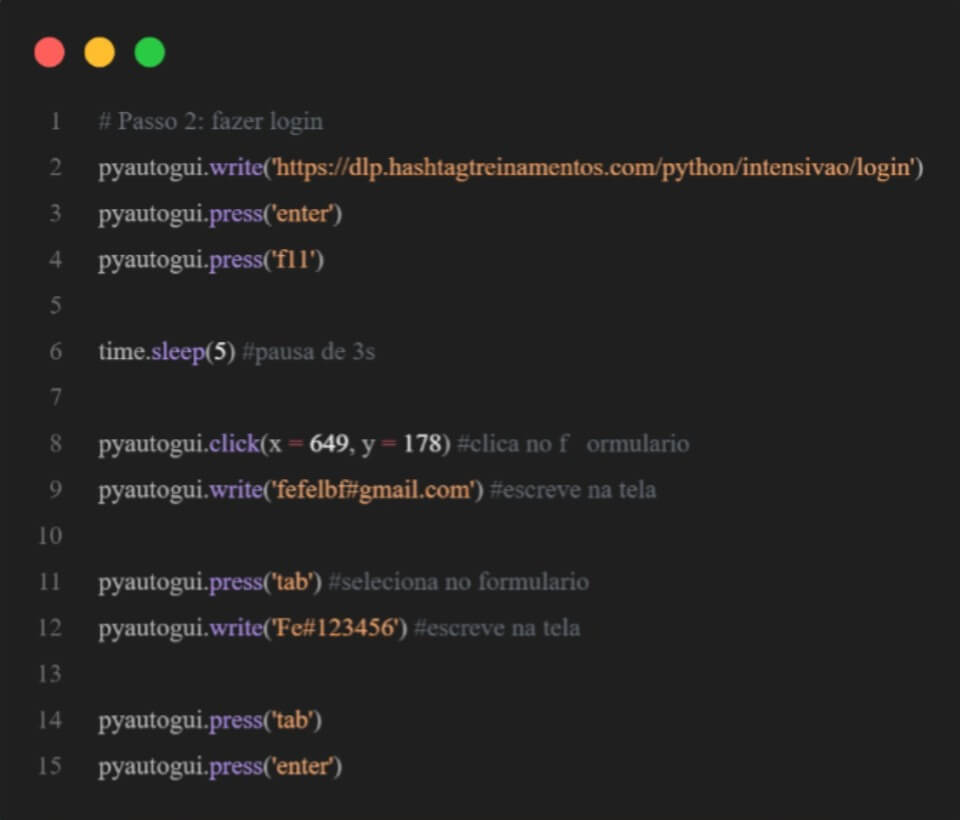 1 # Passo 2: fazer login
2 pyautogui.write('https://dlp.hashtagtreinamentos.com/python/intensivao/login')
3 pyautogui.press('enter')
4 pyautogui.press('f11')
5
6 time.sleep(5) #pausa de 3s
7
8 pyautogui.click(x = 649, y = 178) #clica no f   ormulario
9 pyautogui.write('fefelbf#gmail.com') #escreve na tela
10
11 pyautogui.press('tab') #seleciona no formulario
12 pyautogui.write('Fe#123456') #escreve na tela
13
14 pyautogui.press('tab')
15 pyautogui.press('enter')